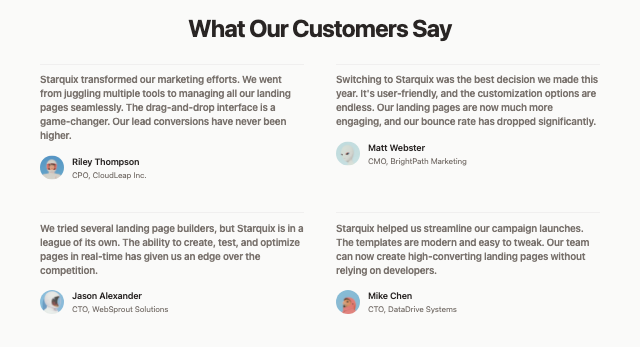 What Our Customers Say
Starquix transformed our marketing efforts. We went
from juggling multiple tools to managing all our landing
pages seamlessly. The drag-and-drop interface is a
game-changer. Our lead conversions have never been
higher.
Riley Thompson
CPO, CloudLeap Inc.
Switching to Starquix was the best decision we made this
year. It's user-friendly, and the customization options are
endless. Our landing pages are now much more
engaging, and our bounce rate has dropped significantly.
Matt Webster
CMO, BrightPath Marketing
We tried several landing page builders, but Starquix is in a
league of its own. The ability to create, test, and optimize
pages in real-time has given us an edge over the
competition.
Jason Alexander
CTO, WebSprout Solutions
Starquix helped us streamline our campaign launches.
The templates are modern and easy to tweak. Our team
can now create high-converting landing pages without
relying on developers.
Mike Chen
CTO, DataDrive Systems